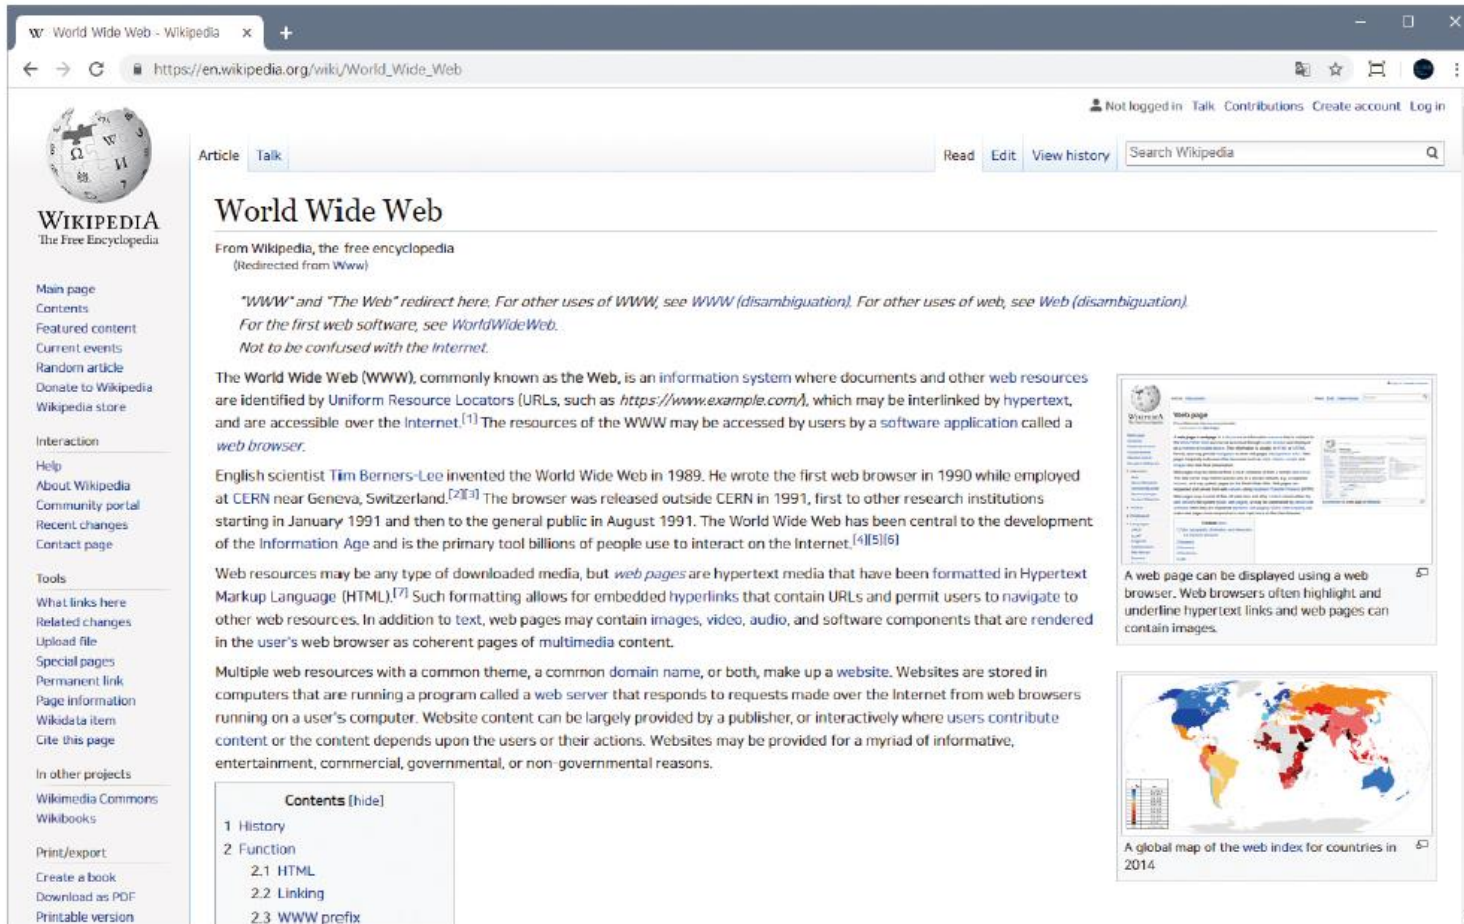 World Wide Web - Wikipedia
https://en.wikipedia.org/wiki/World_Wide_Web
Not logged in Talk Contributions Create account Log in
Article Talk Read Edit View history Search Wikipedia
WIKIPEDIA
The Free Encyclopedia
Main page
Contents
Featured content
Current events
Random article
Donate to Wikipedia
Wikipedia store
Interaction
Help
About Wikipedia
Community portal
Recent changes
Contact page
Tools
What links here
Related changes
Upload file
Special pages
Permanent link
Page information
Wikidata item
Cite this page
In other projects
Wikimedia Commons
Wikibooks
Print/export
Create a book
Download as PDF
Printable version
World Wide Web
From Wikipedia, the free encyclopedia
(Redirected from Www)
"WWW" and "The Web" redirect here. For other uses of WWW, see WWW (disambiguation). For other uses of web, see Web (disambiguation).
For the first web software, see WorldWideWeb.
Not to be confused with the Internet.
The World Wide Web (WWW), commonly known as the Web, is an information system where documents and other web resources
are identified by Uniform Resource Locators (URLs, such as https://www.example.com/), which may be interlinked by hypertext,
and are accessible over the Internet.[1] The resources of the WWW may be accessed by users by a software application called a
web browser.
English scientist Tim Berners-Lee invented the World Wide Web in 1989. He wrote the first web browser in 1990 while employed
at CERN near Geneva, Switzerland.[2][3] The browser was released outside CERN in 1991, first to other research institutions
starting in January 1991 and then to the general public in August 1991. The World Wide Web has been central to the development
of the Information Age and is the primary tool billions of people use to interact on the Internet.[4][5][6]
Web resources may be any type of downloaded media, but web pages are hypertext media that have been formatted in Hypertext
Markup Language (HTML).[7] Such formatting allows for embedded hyperlinks that contain URLs and permit users to navigate to
other web resources. In addition to text, web pages may contain images, video, audio, and software components that are rendered
in the user's web browser as coherent pages of multimedia content.
Multiple web resources with a common theme, a common domain name, or both, make up a website. Websites are stored in
computers that are running a program called a web server that responds to requests made over the Internet from web browsers
running on a user's computer. Website content can be largely provided by a publisher, or interactively where users contribute
content or the content depends upon the users or their actions. Websites may be provided for a myriad of informative,
entertainment, commercial, governmental, or non-governmental reasons.
Contents [hide]
1 History
2 Function
2.1 HTML
2.2 Linking
2.3 WWW prefix
Web page
A web page can be displayed using a web
browser. Web browsers often highlight and
underline hypertext links and web pages can
contain images.
A global map of the web index for countries in
2014